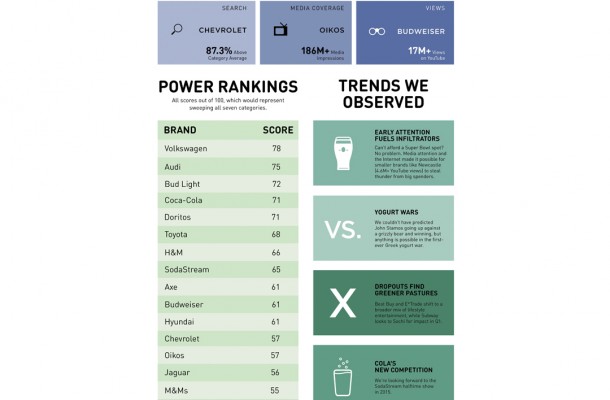 SEARCH
CHEVROLET
87.3% Above
Category Average
MEDIA COVERAGE
OIKOS
186M+ Media
Impressions
VIEWS
BUDWEISER
17M+ Views
on YouTube
POWER RANKINGS
All scores out of 100, which would represent
sweeping all seven categories.
BRAND SCORE
Volkswagen 78
Audi 75
Bud Light 72
Coca-Cola 71
Doritos 71
Toyota 68
H&M 66
SodaStream 65
Axe 61
Budweiser 61
Hyundai 61
Chevrolet 57
Oikos 57
Jaguar 56
M&Ms 55
TRENDS WE
OBSERVED
EARLY ATTENTION
FUELS INFILTRATORS
Can't afford a Super Bowl spot?
No problem. Media attention and
the Internet made it possible for
smaller brands like Newcastle
YouTube views) to steal
thunder from big spenders.
VS.
YOGURT WARS
We couldn't have predicted
John Stamos going up against
a grizzly bear and winning, but
anything is possible in the first-
ever Greek yogurt war.
X
DROPOUTS FIND
GREENER PASTURES
Best Buy and E*Trade shift to a
broader mix of lifestyle
entertainment, while Subway
looks to Sochi for impact in Q1.
COLA'S
NEW COMPETITION
We're looking forward to the
SodaStream halftime show
in 2015.